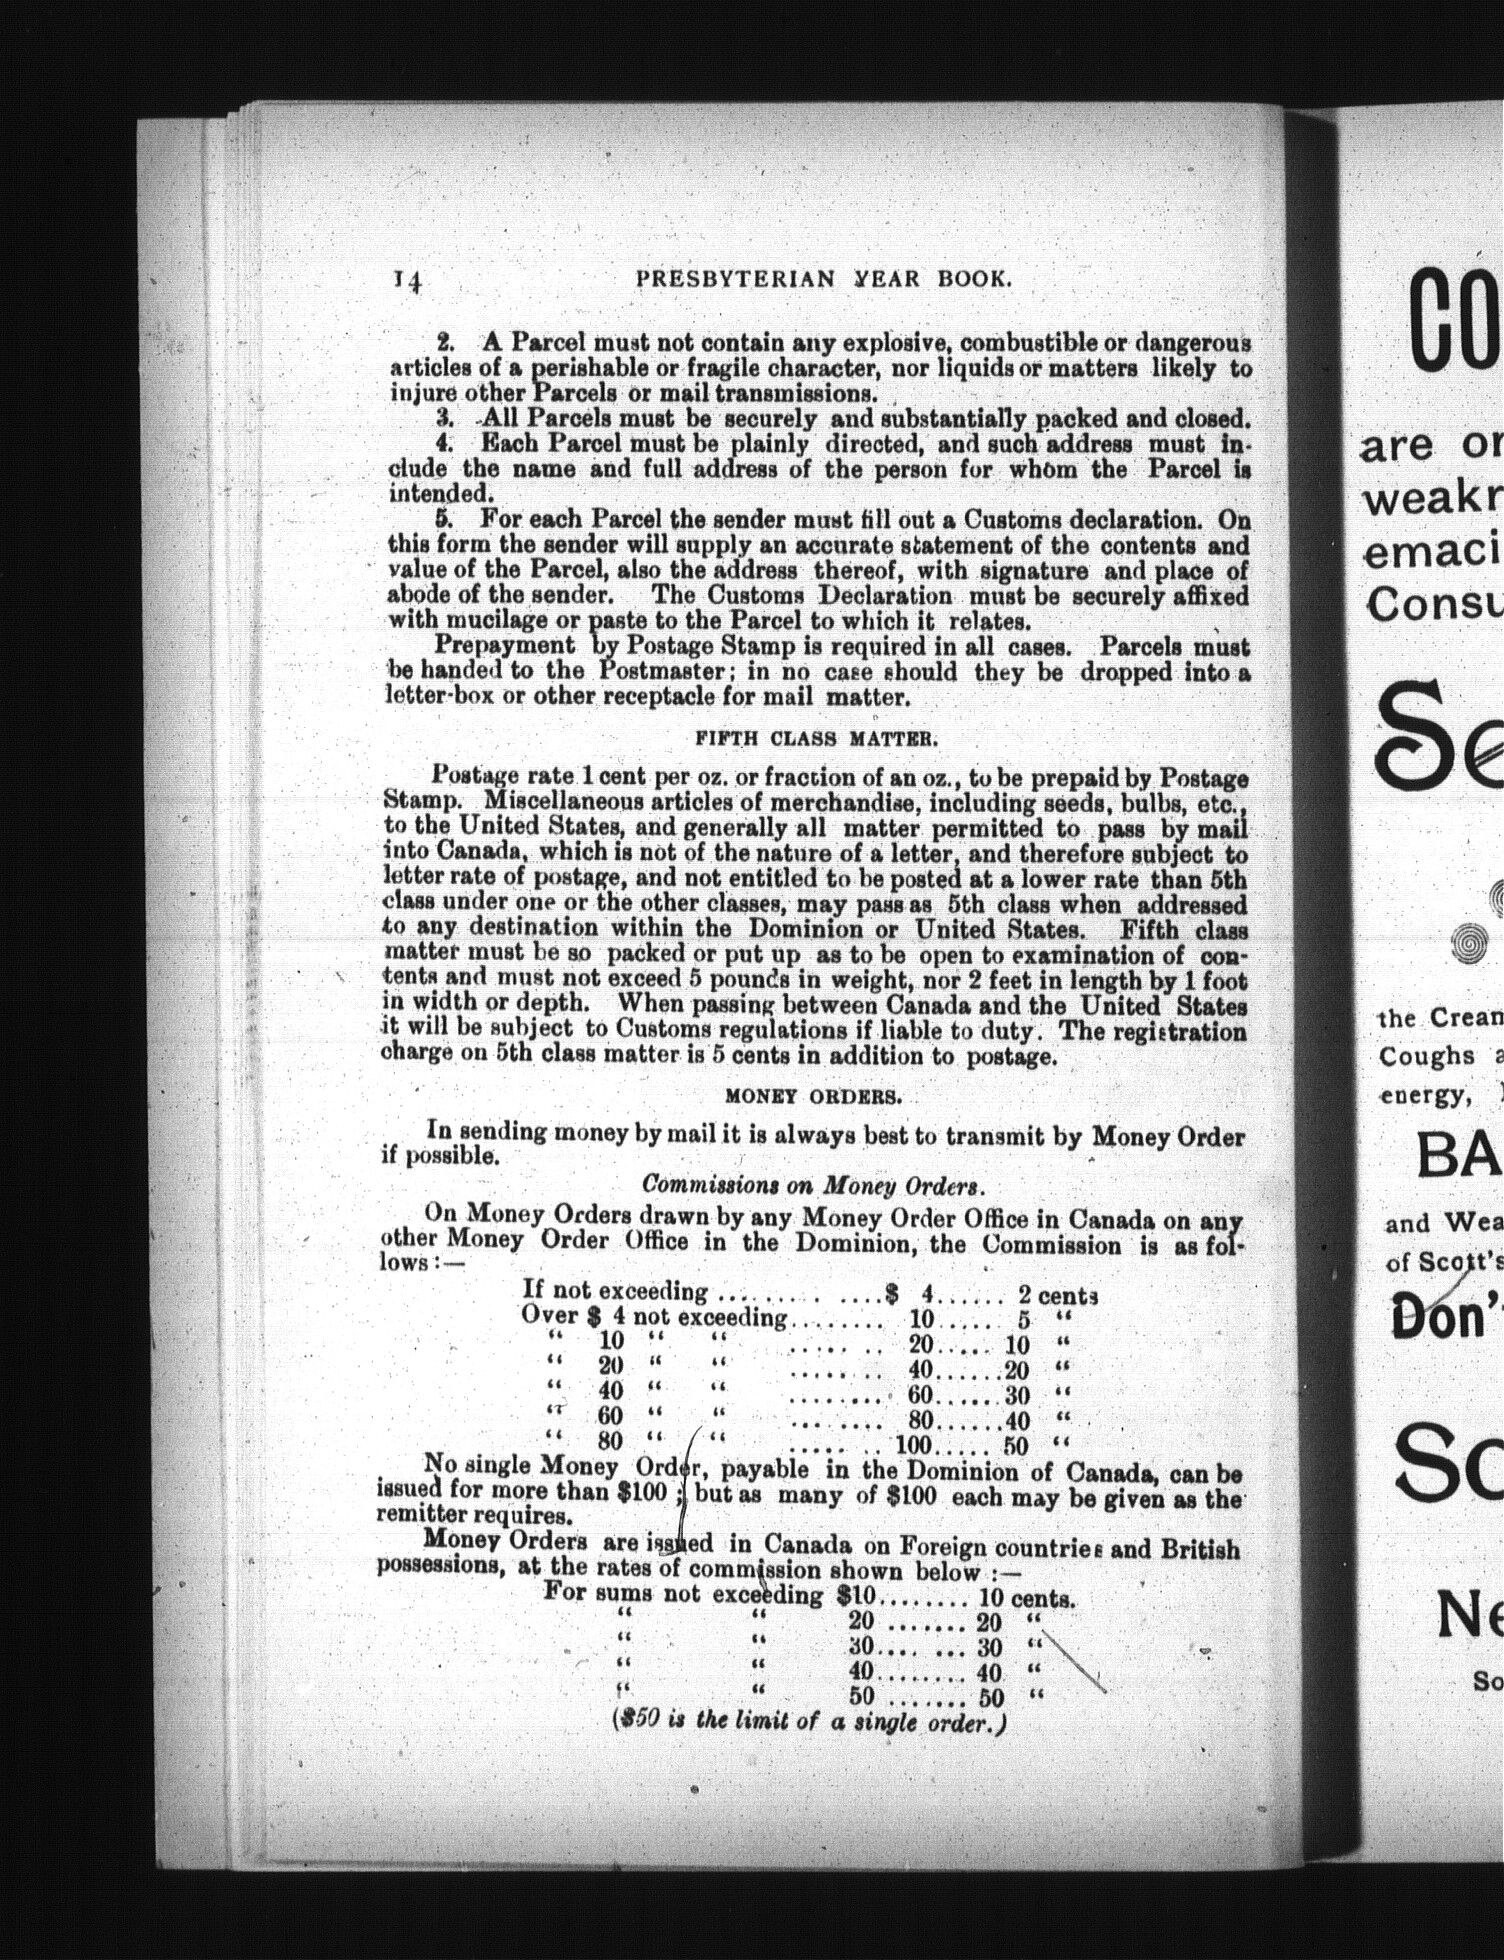 14 PRESBYTERIAN YEAR BOOK.
2. A Parcel must not contain any explosive, combustible or dangerous
articles of a perishable or fragile character, nor liquids or matters likely to
injure other Parcels or mail transmissions.
3. All Parcels must be securely and substantially packed and closed.
4. Each Parcel must be plainly directed, and such address must in-
clude the name and full address of the person for whom the Parcel is
intended.
5. For each Parcel the sender must fill out a Customs declaration. On
this form the sender will supply an accurate statement of the contents and
value of the Parcel, also the address thereof, with signature and place of
abode of the sender. The Customs Declaration must be securely affixed
with mucilage or paste to the Parcel to which it relates.
Prepayment by Postage Stamp is required in all cases. Parcels must
be handed to the Postmaster; in no case should they be dropped into a
letter-box or other receptacle for mail matter.
FIFTH CLASS MATTER.
Postage rate 1 cent per oz. or fraction of an oz., to be prepaid by Postage
Stamp. Miscellaneous articles of merchandise, including seeds, bulbs, etc.,
to the United States, and generally all matter permitted to pass by mail
into Canada, which is not of the nature of a letter, and therefore subject to
letter rate of postage, and not entitled to be posted at a lower rate than 5th
class under one or the other classes, may pass as 5th class when addressed
to any destination within the Dominion or United States. Fifth class
matter must be so packed or put up as to be open to examination of con-
tents and must not exceed 5 pounds in weight, nor 2 feet in length by 1 foot
in width or depth. When passing between Canada and the United States
it will be subject to Customs regulations if liable to duty. The registration
charge on 5th class matter is 5 cents in addition to postage.
MONEY ORDERS.
In sending money by mail it is always best to transmit by Money Order
if possible.
Commissions on Money Orders.
On Money Orders drawn by any Money Order Office in Canada on any
other Money Order Office in the Dominion, the Commission is as fol-
lows :—
If not exceeding ............. $ 4...... 2 cents
Over $ 4 not exceeding........ 10...... 5 “
“ 10 “ “ ........ 20...... 10 “
“ 20 “ “ ........ 40......20 “
“ 40 “ “ ........ 60......30 “
“ 60 “ “ ........ 80......40 “
“ 80 “ “ ........ 100..... 50 “
No single Money Order, payable in the Dominion of Canada, can be
issued for more than $100 ; but as many of $100 each may be given as the
remitter requires.
Money Orders are issued in Canada on Foreign countries and British
possessions, at the rates of commission shown below :—
For sums not exceeding $10........ 10 cents.
“ “ 20 ....... 20 “
“ “ 30........ 30 “
“ “ 40........ 40 “
“ “ 50 ....... 50 “
($50 is the limit of a single order.)
CO
are or
weakn
emaci
Consu
Sc
the Cream
Coughs a
energy,
BA
and Wea
of Scott's
Don't
Sc
Ne
So